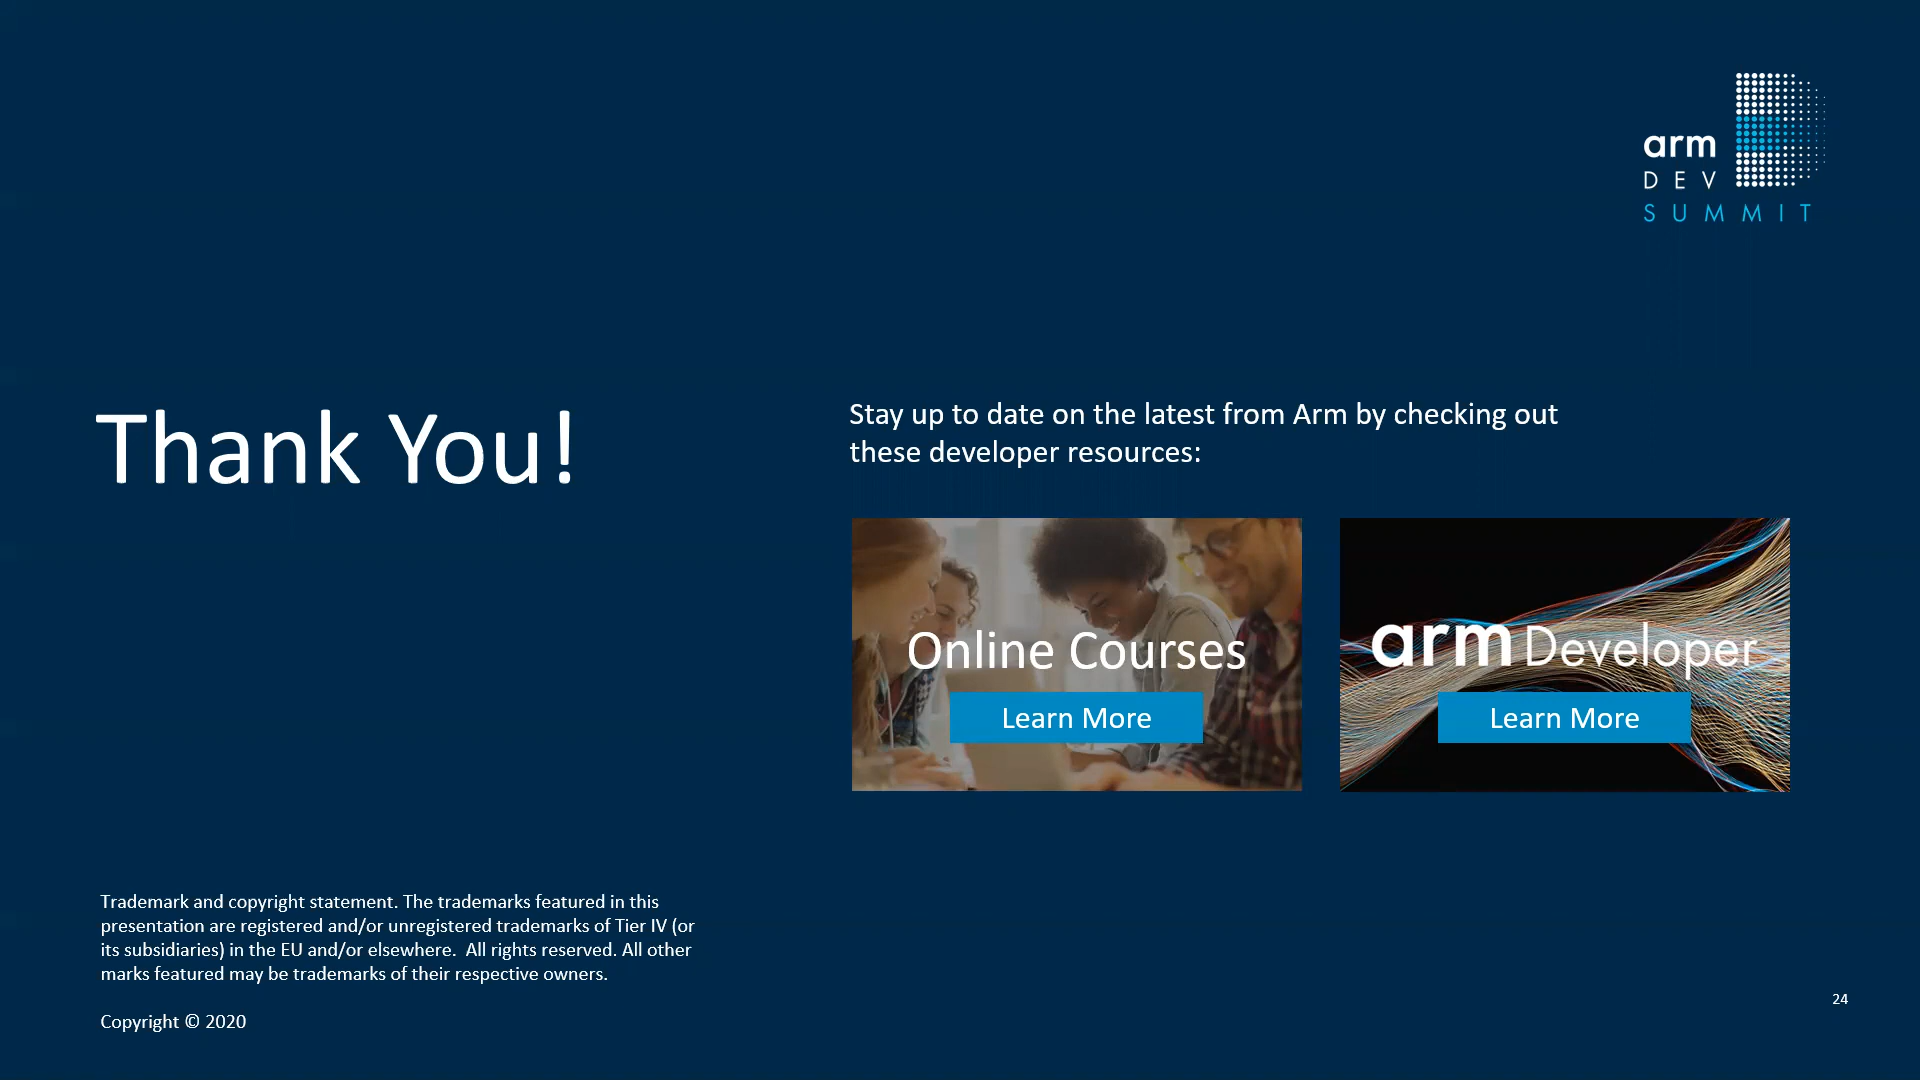 arm
DEV
SUMMIT
Thank You!
Stay up to date on the latest from Arm by checking out
these developer resources:
Online Courses
Learn More
arm Developer
Learn More
Trademark and copyright statement. The trademarks featured in this
presentation are registered and/or unregistered trademarks of Tier IV (or
its subsidiaries) in the EU and/or elsewhere.  All rights reserved. All other
marks featured may be trademarks of their respective owners.
Copyright © 2020
24